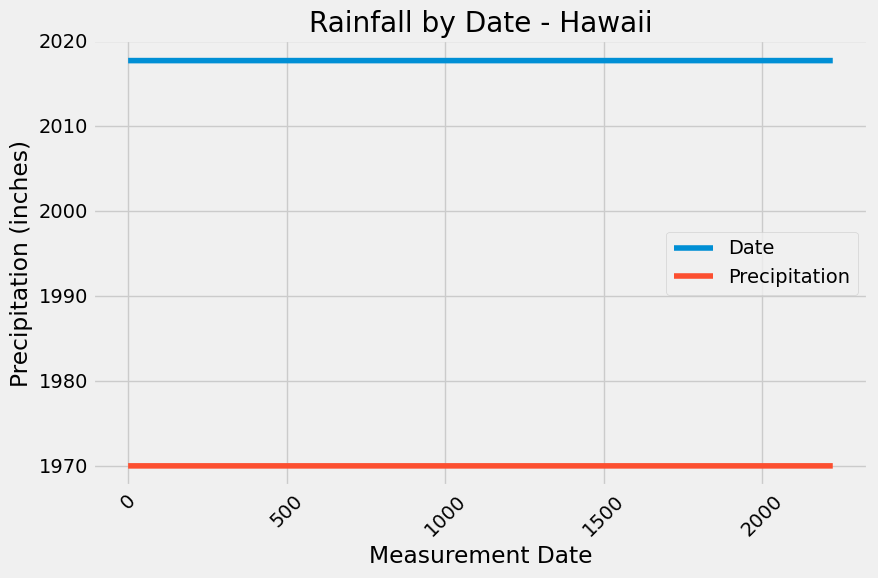 Rainfall by Date - Hawaii
Precipitation (inches)
2020
2010
2000
1990
1980
1970
Date
Precipitation
0
500
1000
1500
2000
Measurement Date